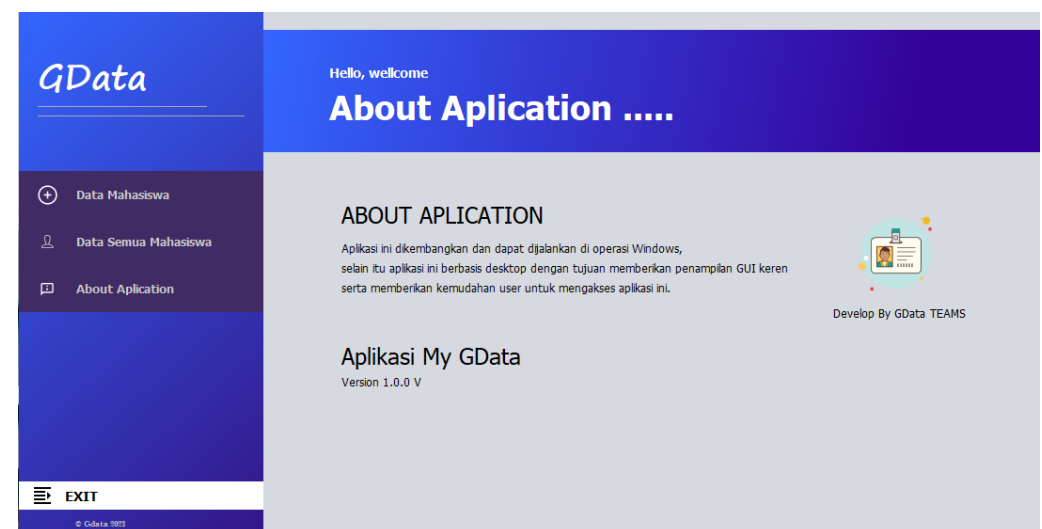 GData
Data Mahasiswa
Data Semua Mahasiswa
About Aplication
EXIT
© Gdata 2023
Hello, wellcome
About Aplication .....
ABOUT APLICATION
Aplikasi ini dikembangkan dan dapat dijalankan di operasi Windows,
selain itu aplikasi ini berbasis desktop dengan tujuan memberikan penampilan GUI keren
serta memberikan kemudahan user untuk mengakses aplikasi ini.
Develop By GData TEAMS
Aplikasi My GData
Version 1.0.0 V